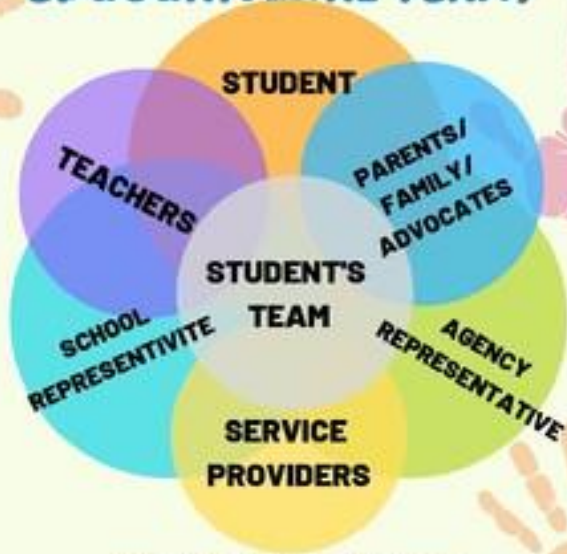 STUDENT
TEACHERS
PARENTS/
FAMILY/
ADVOCATES
STUDENT'S
TEAM
SCHOOL
REPRESENTIVITE
AGENCY
REPRESENTATIVE
SERVICE
PROVIDERS